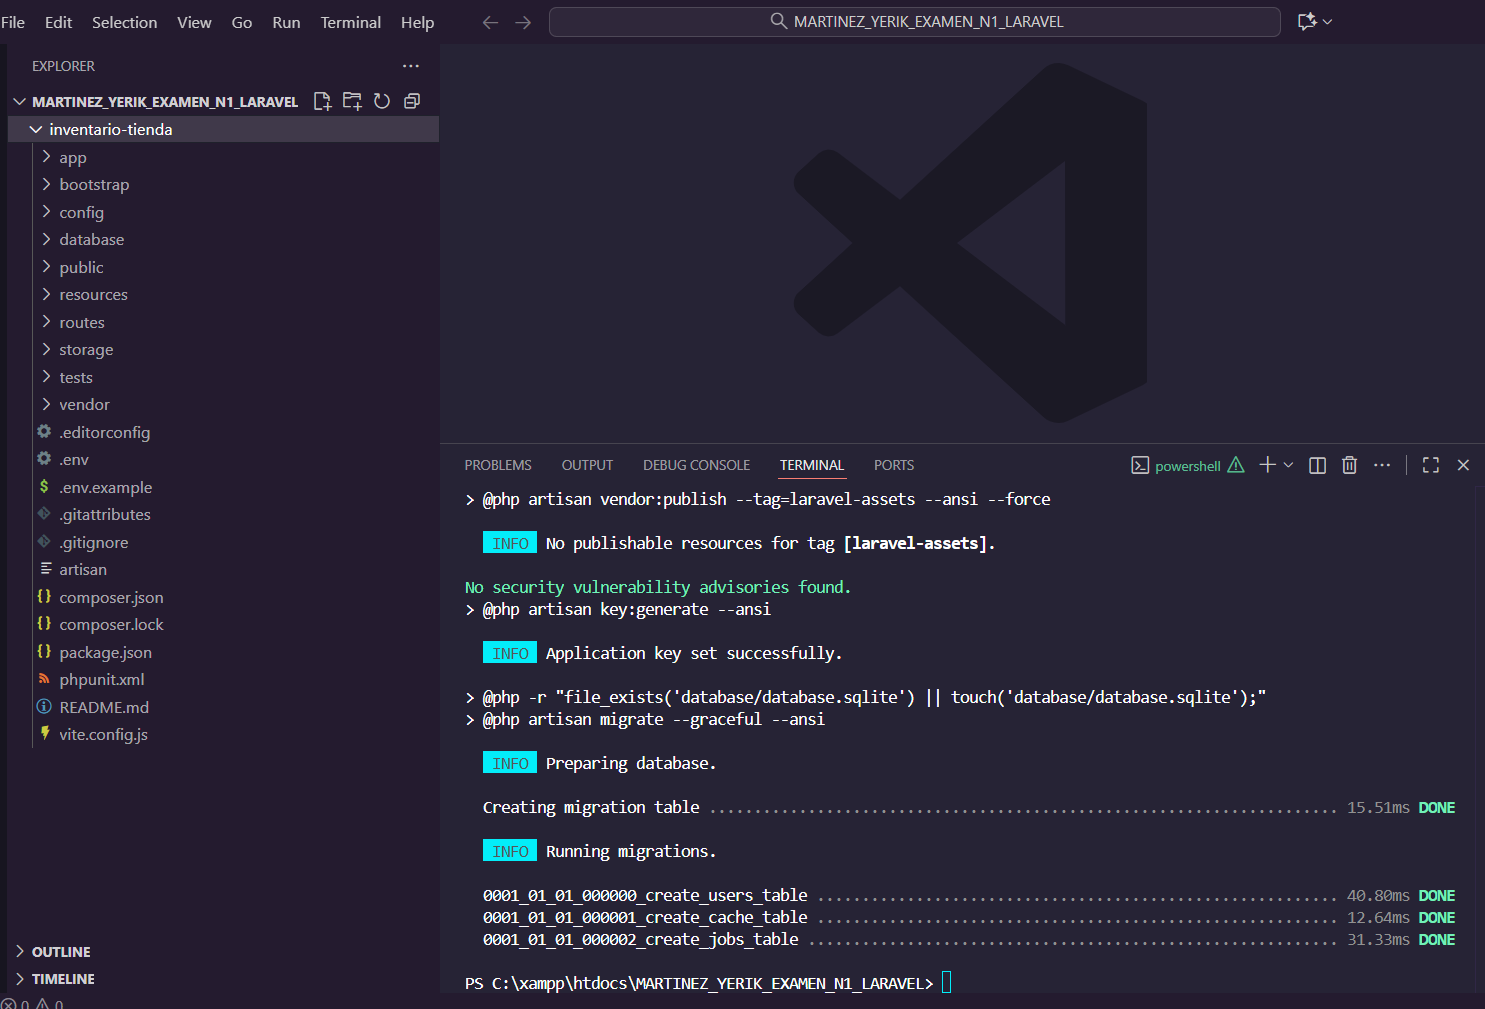 File Edit Selection View Go Run Terminal Help
MARTINEZ_YERIK_EXAMEN_N1_LARAVEL
EXPLORER
MARTINEZ_YERIK_EXAMEN_N1_LARAVEL
inventario-tienda
app
bootstrap
config
database
public
resources
routes
storage
tests
vendor
.editorconfig
.env
.env.example
.gitattributes
.gitignore
artisan
composer.json
composer.lock
package.json
phpunit.xml
README.md
vite.config.js
OUTLINE
TIMELINE
0 0
PROBLEMS OUTPUT DEBUG CONSOLE TERMINAL PORTS
powershell
> @php artisan vendor:publish --tag=laravel-assets --ansi --force
INFO No publishable resources for tag [laravel-assets].
No security vulnerability advisories found.
> @php artisan key:generate --ansi
INFO Application key set successfully.
> @php -r "file_exists('database/database.sqlite') || touch('database/database.sqlite');"
> @php artisan migrate --graceful --ansi
INFO Preparing database.
Creating migration table ...................................................................... 15.51ms DONE
INFO Running migrations.
0001_01_01_000000_create_users_table .......................................................... 40.80ms DONE
0001_01_01_000001_create_cache_table .......................................................... 12.64ms DONE
0001_01_01_000002_create_jobs_table ........................................................... 31.33ms DONE
PS C:\xampp\htdocs\MARTINEZ_YERIK_EXAMEN_N1_LARAVEL>